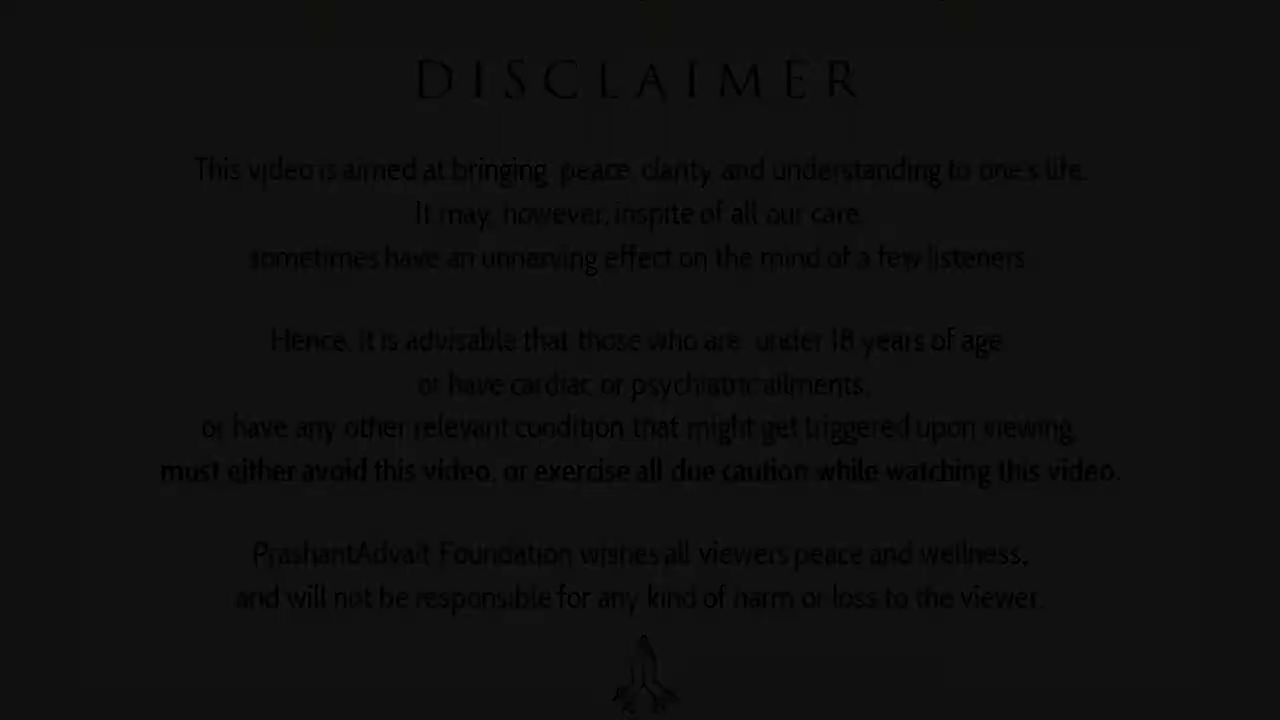 DISCLAIMER
This video is aimed at bringing peace, clarity and understanding to one's life.
It may, however, inspite of all our care,
sometimes have an unnerving effect on the mind of a few listeners.
Hence, it is advisable that those who are under 18 years of age
or have cardiac or psychiatric ailments,
or have any other relevant condition that might get triggered upon viewing,
must either avoid this video, or exercise all due caution while watching this video.
PrashantAdvait Foundation wishes all viewers peace and wellness,
and will not be responsible for any kind of harm or loss to the viewer.